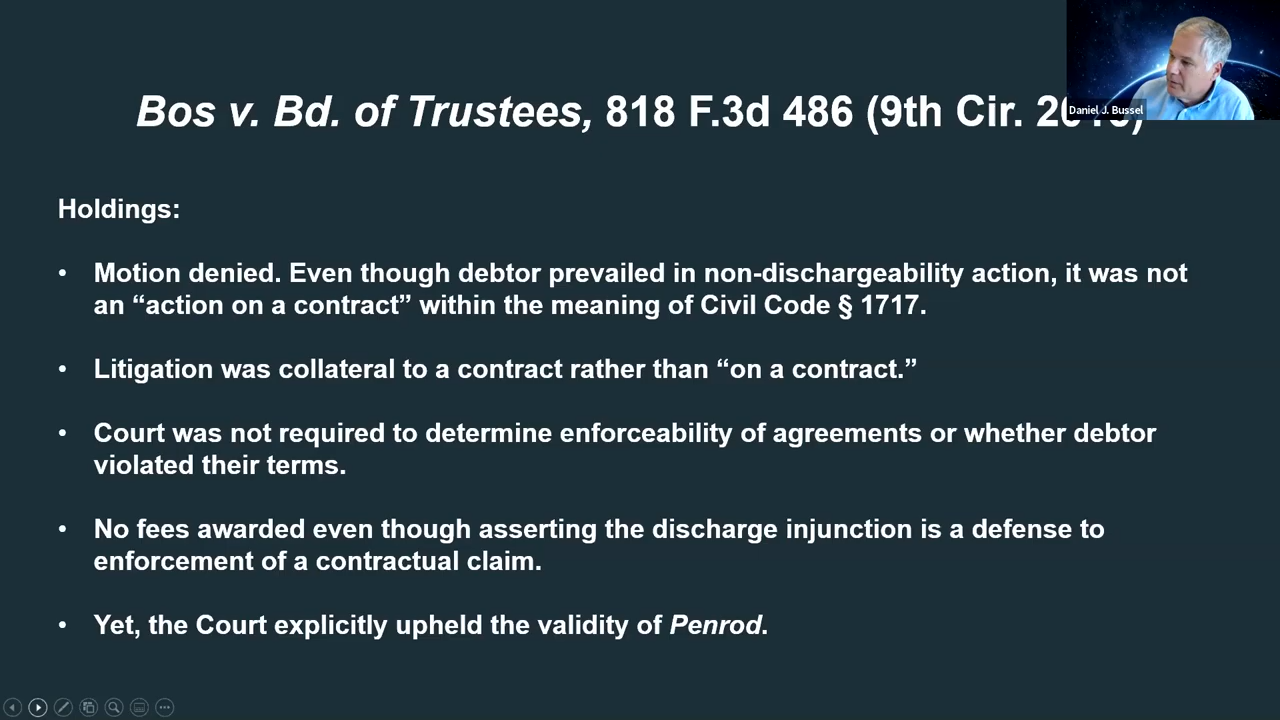 Bos v. Bd. of Trustees, 818 F.3d 486 (9th Cir.
Daniel J. Bussel
Holdings:
• Motion denied. Even though debtor prevailed in non-dischargeability action, it was not
an “action on a contract” within the meaning of Civil Code § 1717.
• Litigation was collateral to a contract rather than “on a contract.”
• Court was not required to determine enforceability of agreements or whether debtor
violated their terms.
• No fees awarded even though asserting the discharge injunction is a defense to
enforcement of a contractual claim.
• Yet, the Court explicitly upheld the validity of Penrod.